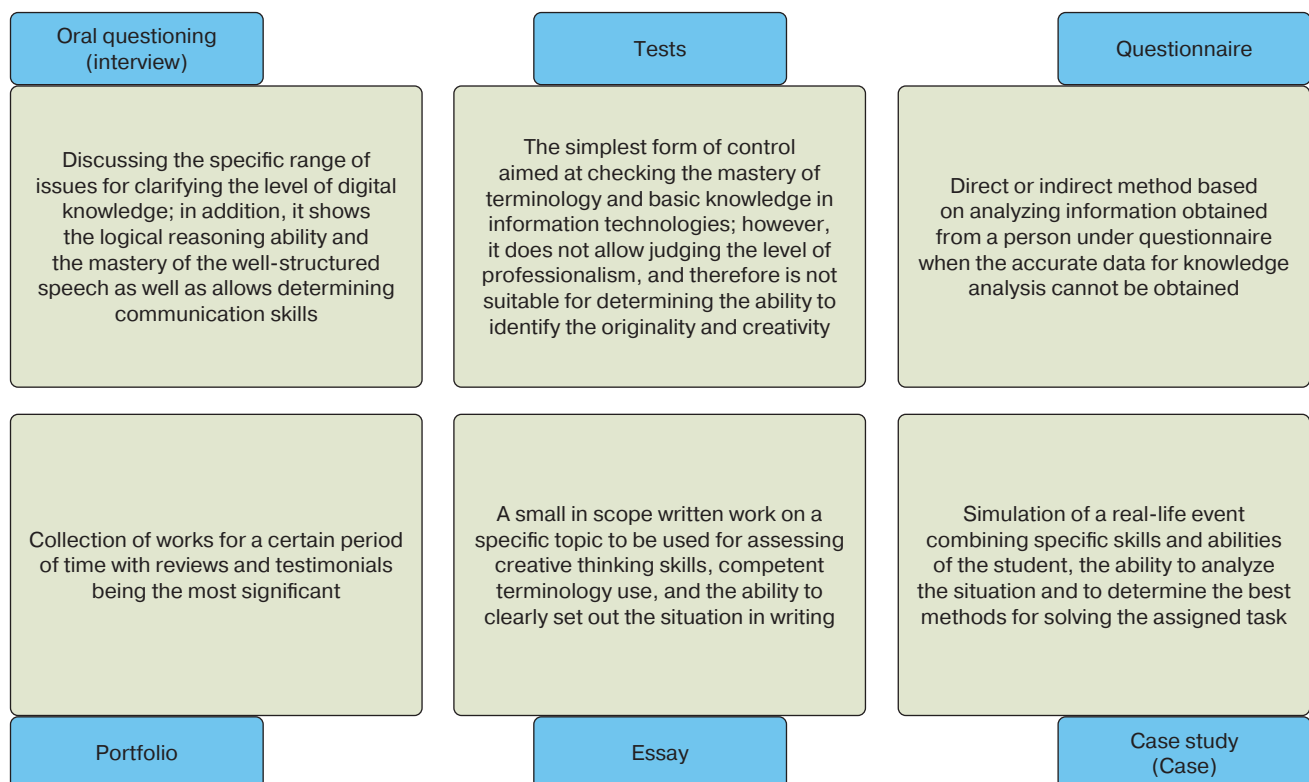 Oral questioning
(interview)
Discussing the specific range of
issues for clarifying the level of digital
knowledge; in addition, it shows
the logical reasoning ability and
the mastery of the well-structured
speech as well as allows determining
communication skills
Tests
The simplest form of control
aimed at checking the mastery of
terminology and basic knowledge in
information technologies; however,
it does not allow judging the level of
professionalism, and therefore is not
suitable for determining the ability to
identify the originality and creativity
Questionnaire
Direct or indirect method based
on analyzing information obtained
from a person under questionnaire
when the accurate data for knowledge
analysis cannot be obtained
Collection of works for a certain period
of time with reviews and testimonials
being the most significant
Portfolio
A small in scope written work on a
specific topic to be used for assessing
creative thinking skills, competent
terminology use, and the ability to
clearly set out the situation in writing
Essay
Simulation of a real-life event
combining specific skills and abilities
of the student, the ability to analyze
the situation and to determine the best
methods for solving the assigned task
Case study
(Case)